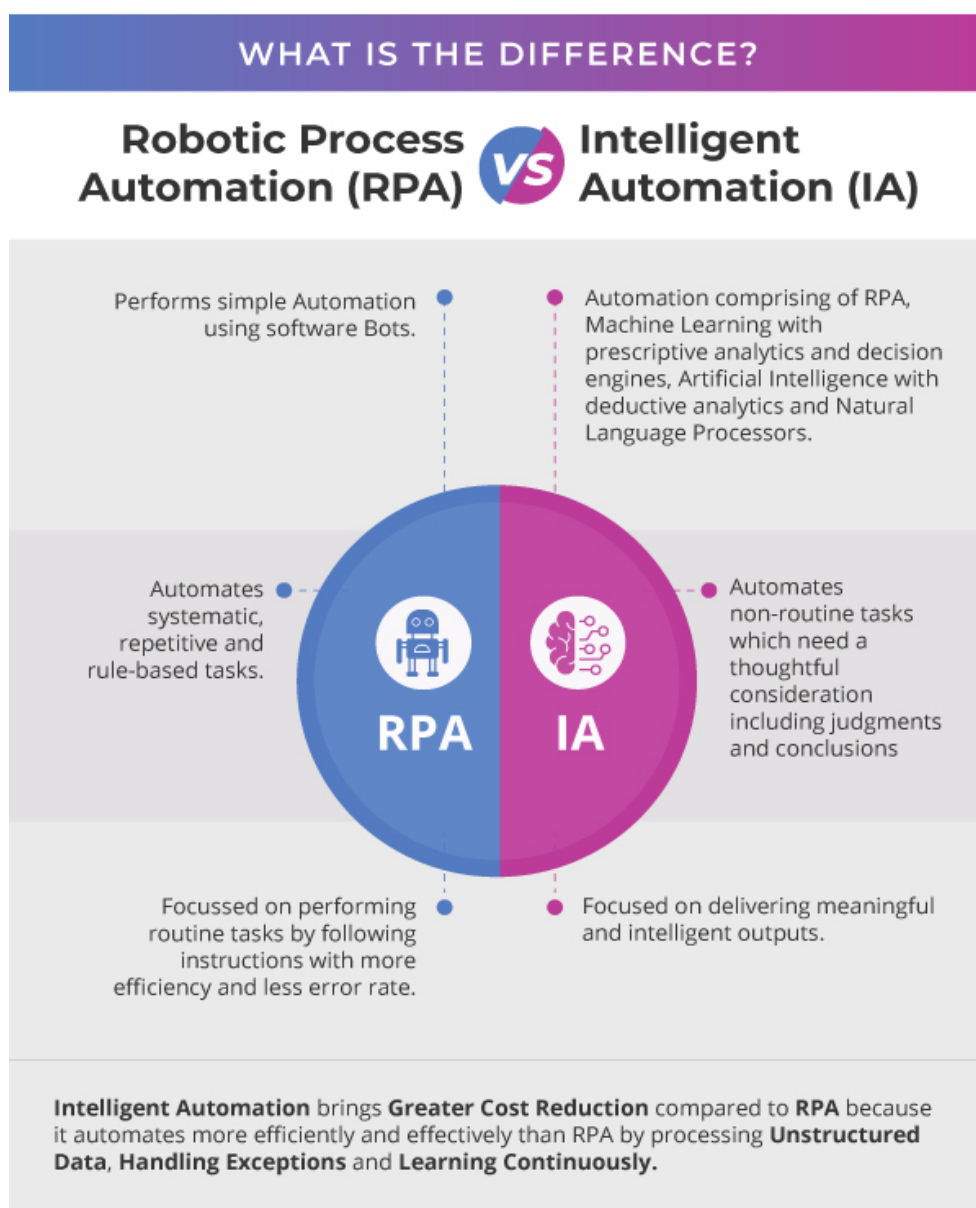 WHAT IS THE DIFFERENCE?
Robotic Process
Automation (RPA)
VS
Intelligent
Automation (IA)
Performs simple Automation
using software Bots.
Automation comprising of RPA,
Machine Learning with
prescriptive analytics and decision
engines, Artificial Intelligence with
deductive analytics and Natural
Language Processors.
Automates
systematic,
repetitive and
rule-based tasks.
RPA
IA
Automates
non-routine tasks
which need a
thoughtful
consideration
including judgments
and conclusions
Focussed on performing
routine tasks by following
instructions with more
efficiency and less error rate.
Focused on delivering meaningful
and intelligent outputs.
Intelligent Automation brings Greater Cost Reduction compared to RPA because
it automates more efficiently and effectively than RPA by processing Unstructured
Data, Handling Exceptions and Learning Continuously.